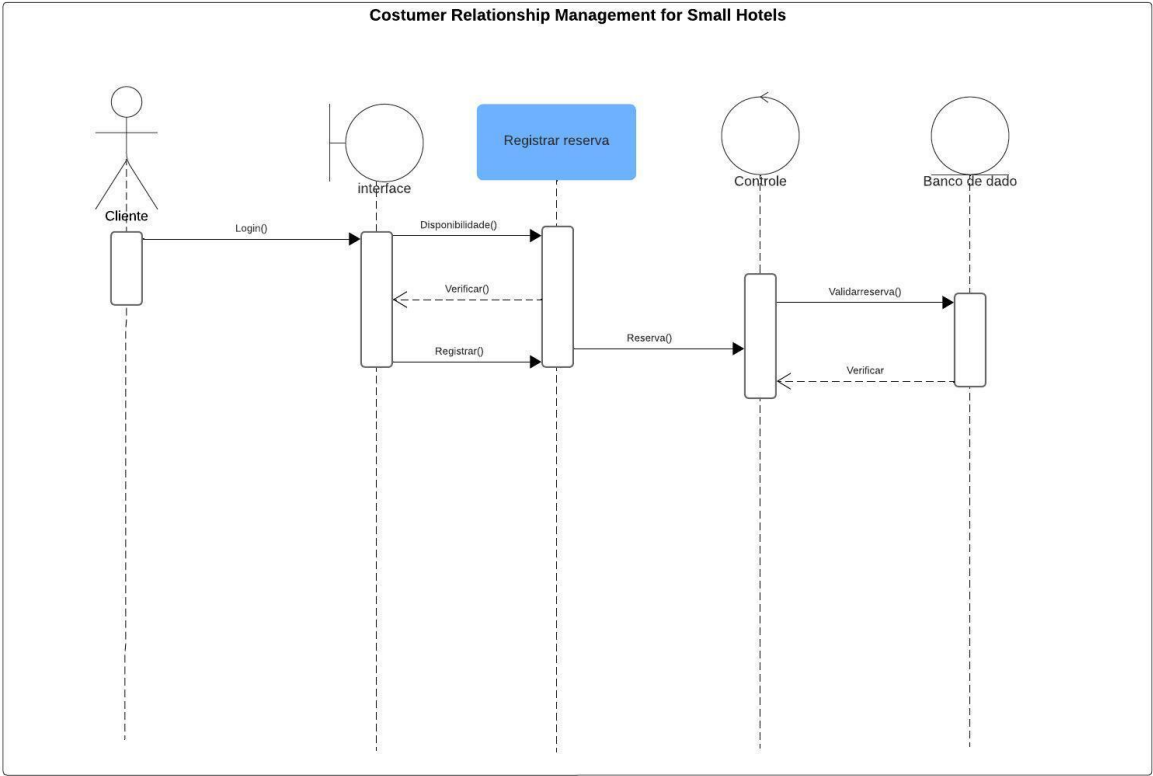 Costumer Relationship Management for Small Hotels
Registrar reserva
interface
Controle
Banco de dado
Cliente
Login()
Disponibilidade()
Verificar()
Validarreserva()
Reserva()
Registrar()
Verificar